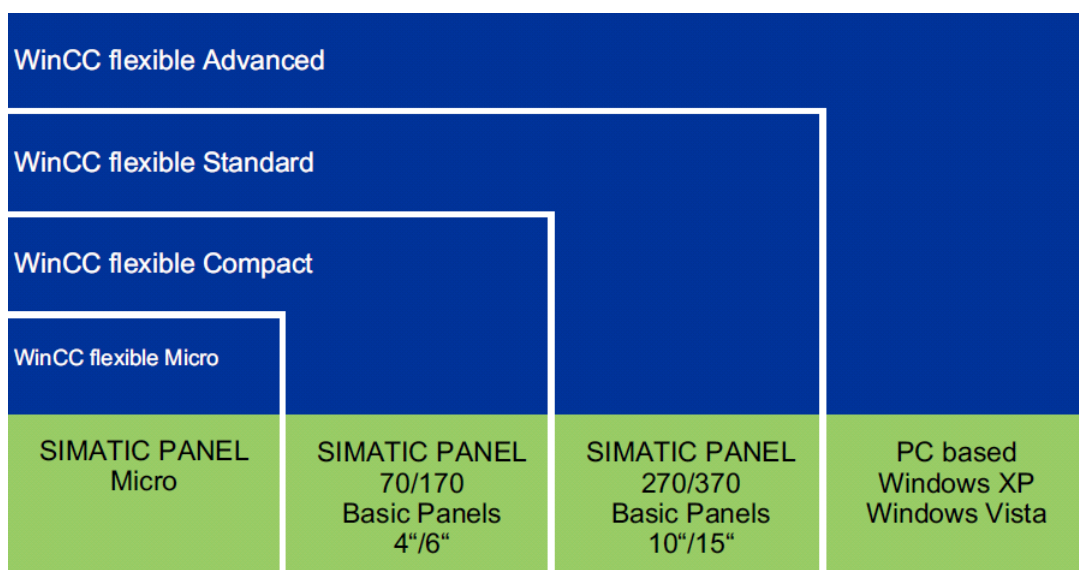 WinCC flexible Advanced
WinCC flexible Standard
WinCC flexible Compact
WinCC flexible Micro
SIMATIC PANEL
Micro
SIMATIC PANEL
70/170
Basic Panels
4“/6“
SIMATIC PANEL
270/370
Basic Panels
10“/15“
PC based
Windows XP
Windows Vista